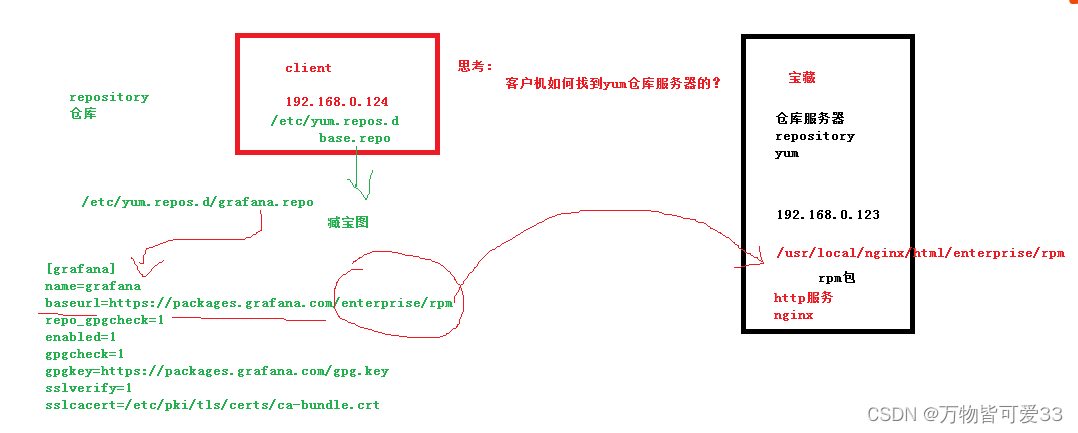 client
192.168.0.124
/etc/yum.repos.d
base.repo
思考：
客户机如何找到yum仓库服务器的？
repository
仓库
宝藏
仓库服务器
repository
yum
192.168.0.123
/usr/local/nginx/html/enterprise/rpm
rpm包
http服务
nginx
/etc/yum.repos.d/grafana.repo
减宝图
[grafana]
name=grafana
baseurl=https://packages.grafana.com/enterprise/rpm
repo_gpgcheck=1
enabled=1
gpgcheck=1
gpgkey=https://packages.grafana.com/gpg.key
sslverify=1
sslcacert=/etc/pki/tls/certs/ca-bundle.crt
CSDN @万物皆可爱33